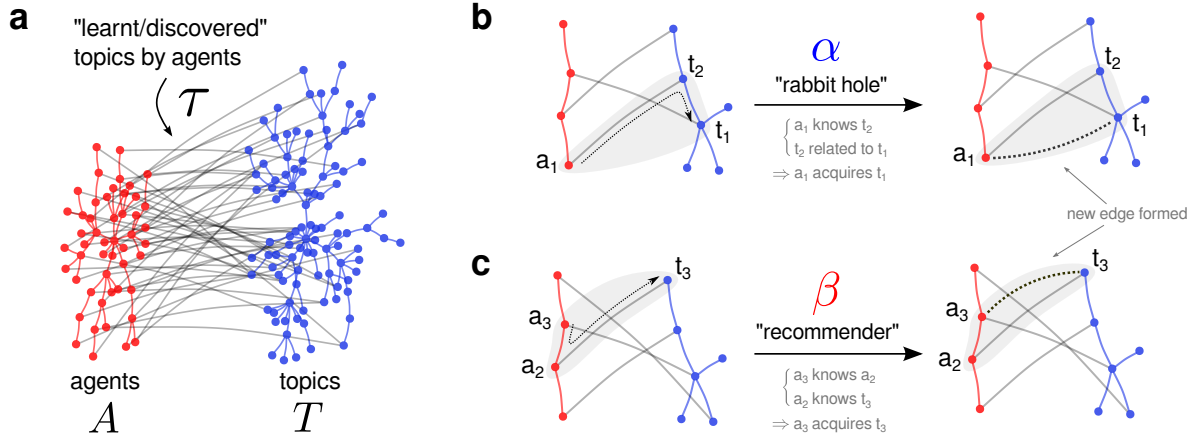 a
"learnt/discovered"
topics by agents
τ
agents
A
topics
T
b
t₂
t₁
a₁
α
"rabbit hole"
a₁ knows t₂
t₂ related to t₁
⇒ a₁ acquires t₁
t₂
t₁
a₁
new edge formed
c
t₃
a₃
a₂
β
"recommender"
a₃ knows a₂
a₂ knows t₃
⇒ a₃ acquires t₃
t₃
a₃
a₂